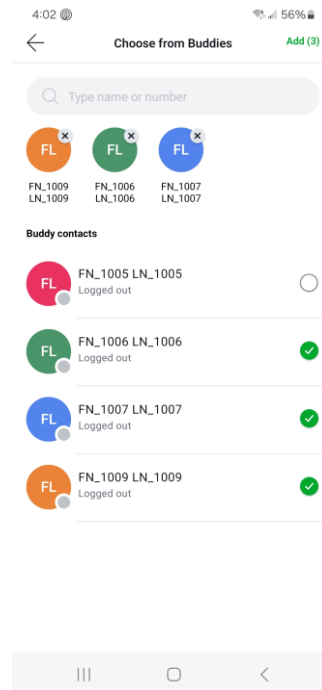 4:02 56%
Choose from Buddies Add (3)
Type name or number
FL FL FL
FN_1009 FN_1006 FN_1007
LN_1009 LN_1006 LN_1007
Buddy contacts
FL FN_1005 LN_1005
Logged out
FL FN_1006 LN_1006
Logged out
FL FN_1007 LN_1007
Logged out
FL FN_1009 LN_1009
Logged out